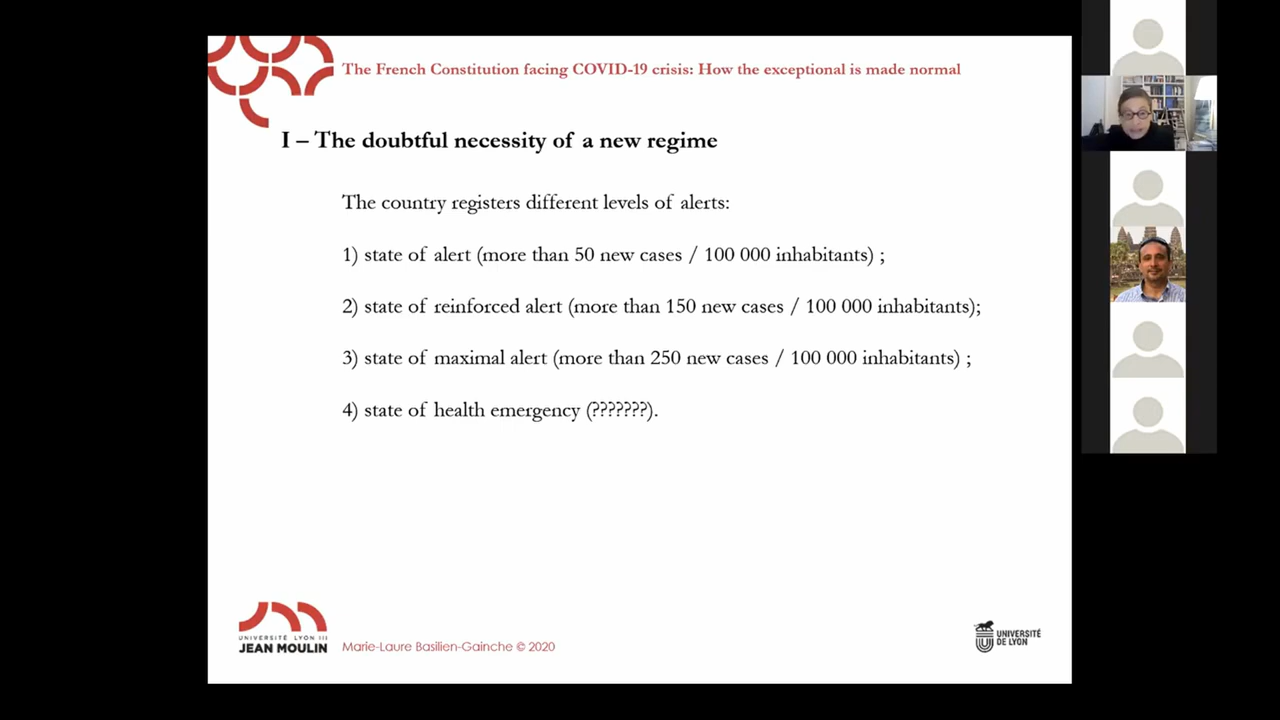 The French Constitution facing COVID-19 crisis: How the exceptional is made normal
I – The doubtful necessity of a new regime
The country registers different levels of alerts:
1) state of alert (more than 50 new cases / 100 000 inhabitants) ;
2) state of reinforced alert (more than 150 new cases / 100 000 inhabitants);
3) state of maximal alert (more than 250 new cases / 100 000 inhabitants) ;
4) state of health emergency (???????).
UNIVERSITÉ LYON III
JEAN MOULIN
Marie-Laure Basilien-Gainche © 2020
UNIVERSITÉ
DE LYON